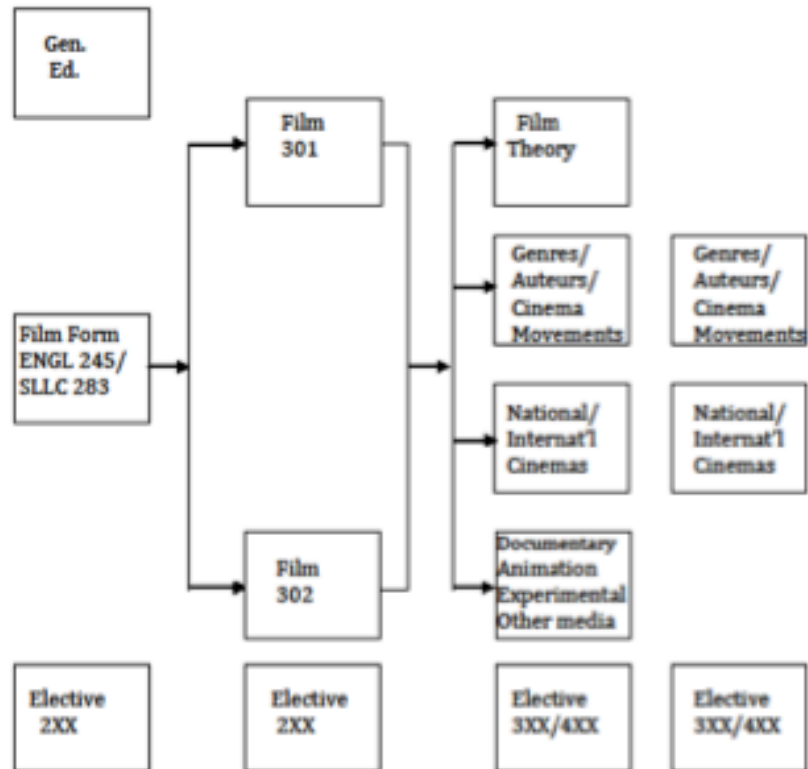 Gen.
Ed.
Film
301
Film
Theory
Genres/
Auteurs/
Cinema
Movements
Genres/
Auteurs/
Cinema
Movements
Film Form
ENGL 245/
SLLC 283
National/
Internat'l
Cinemas
National/
Internat'l
Cinemas
Film
302
Documentary
Animation
Experimental
Other media
Elective
2XX
Elective
2XX
Elective
3XX/4XX
Elective
3XX/4XX